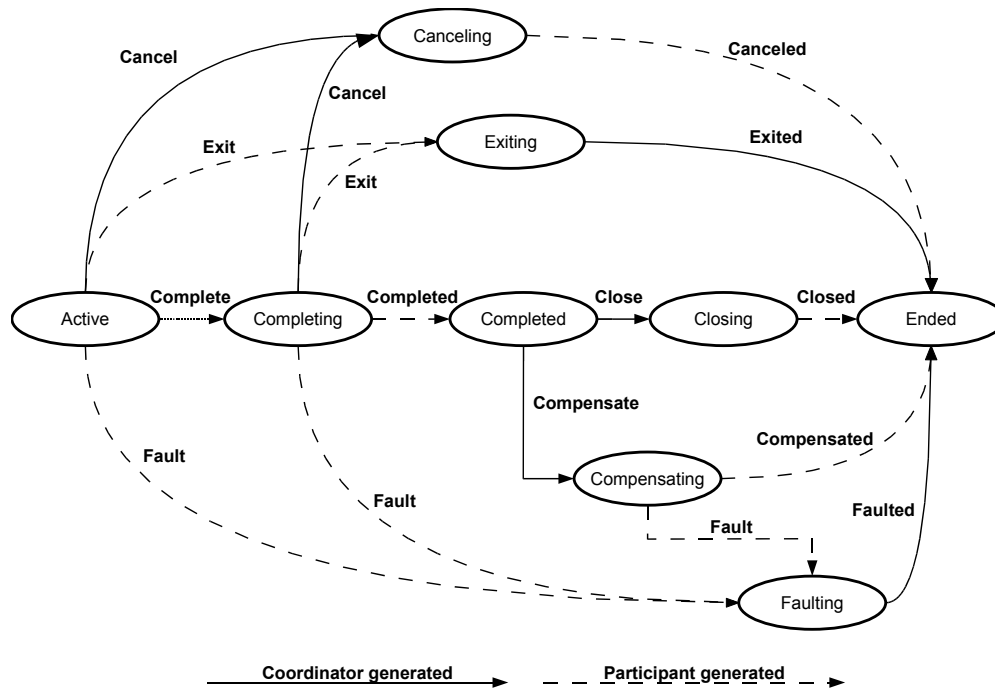 Canceling
Canceled
Cancel
Cancel
Exiting
Exited
Exit
Exit
Active
Complete
Completing
Completed
Completed
Close
Closing
Closed
Ended
Compensate
Compensated
Compensating
Fault
Fault
Fault
Faulted
Faulting
Coordinator generated
Participant generated